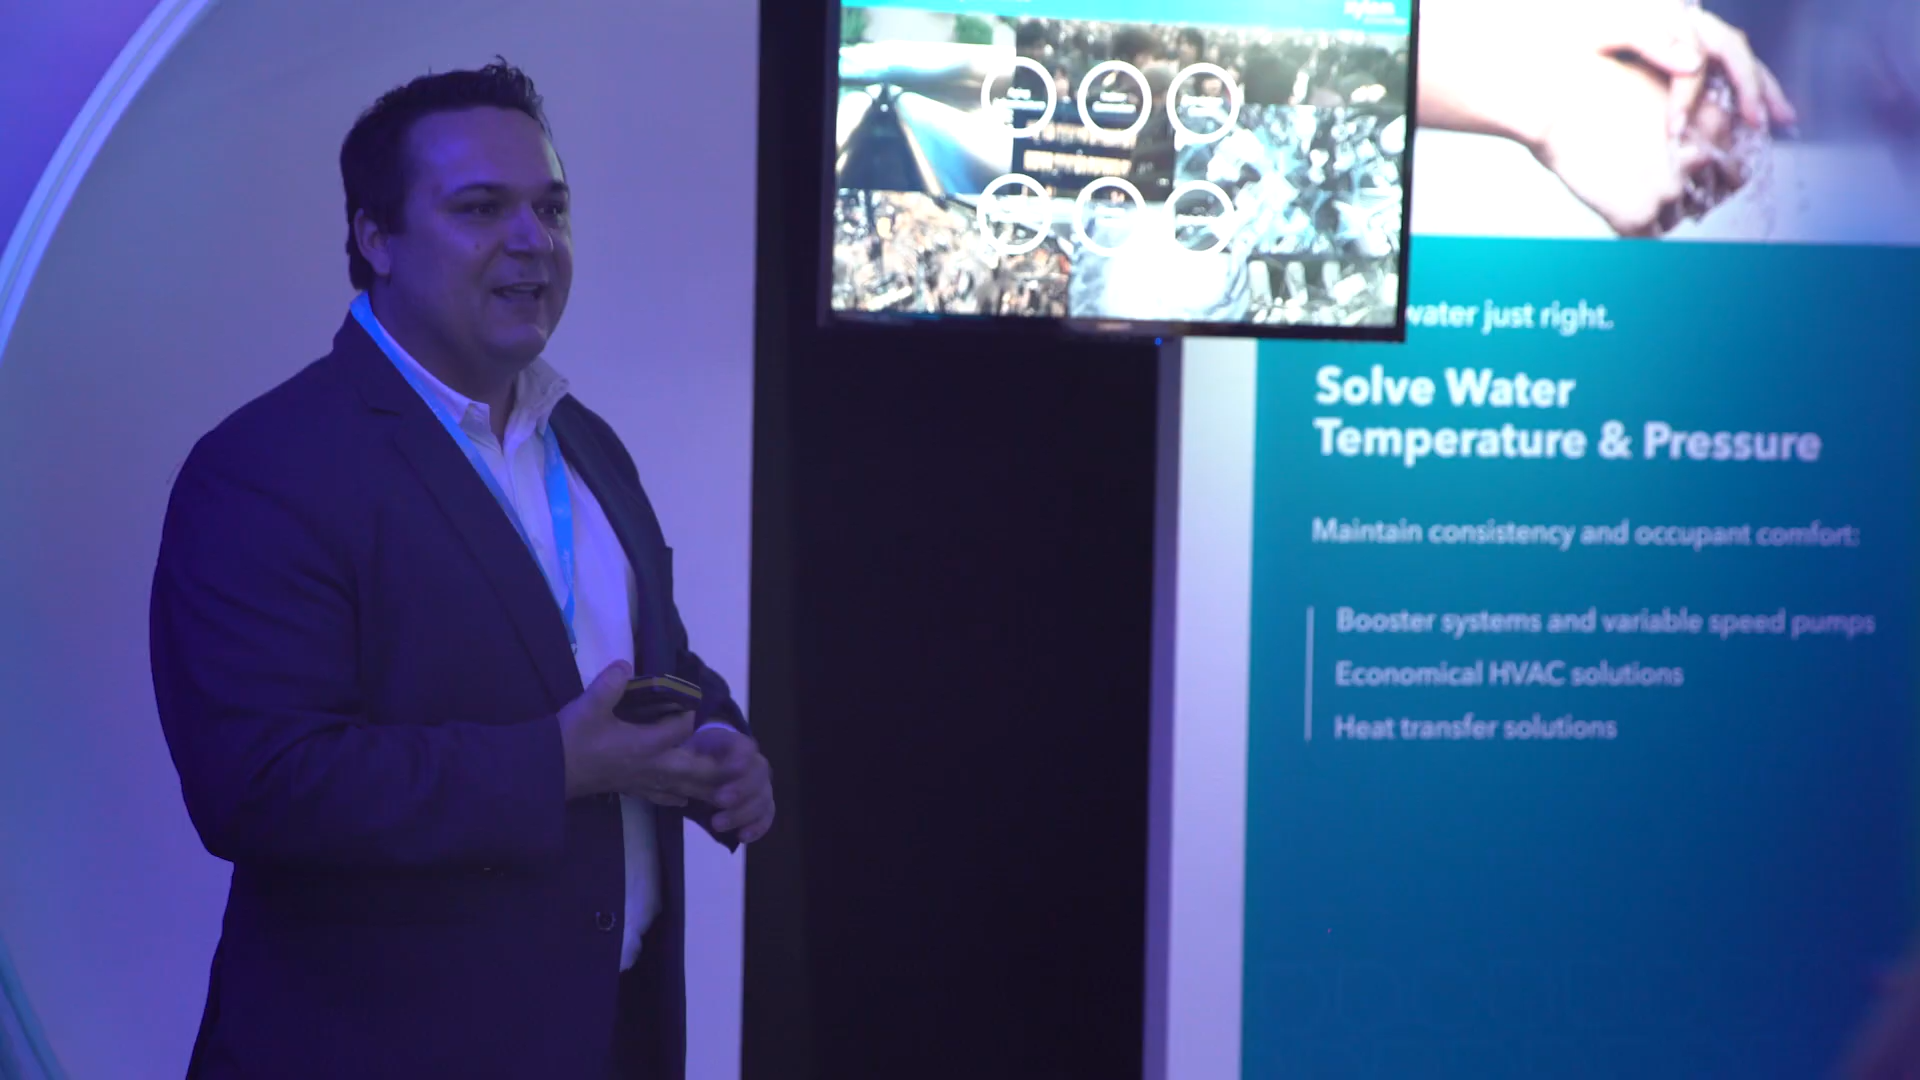 xylem
water just right.
Solve Water
Temperature & Pressure
Maintain consistency and occupant comfort:
Booster systems and variable speed pumps
Economical HVAC solutions
Heat transfer solutions